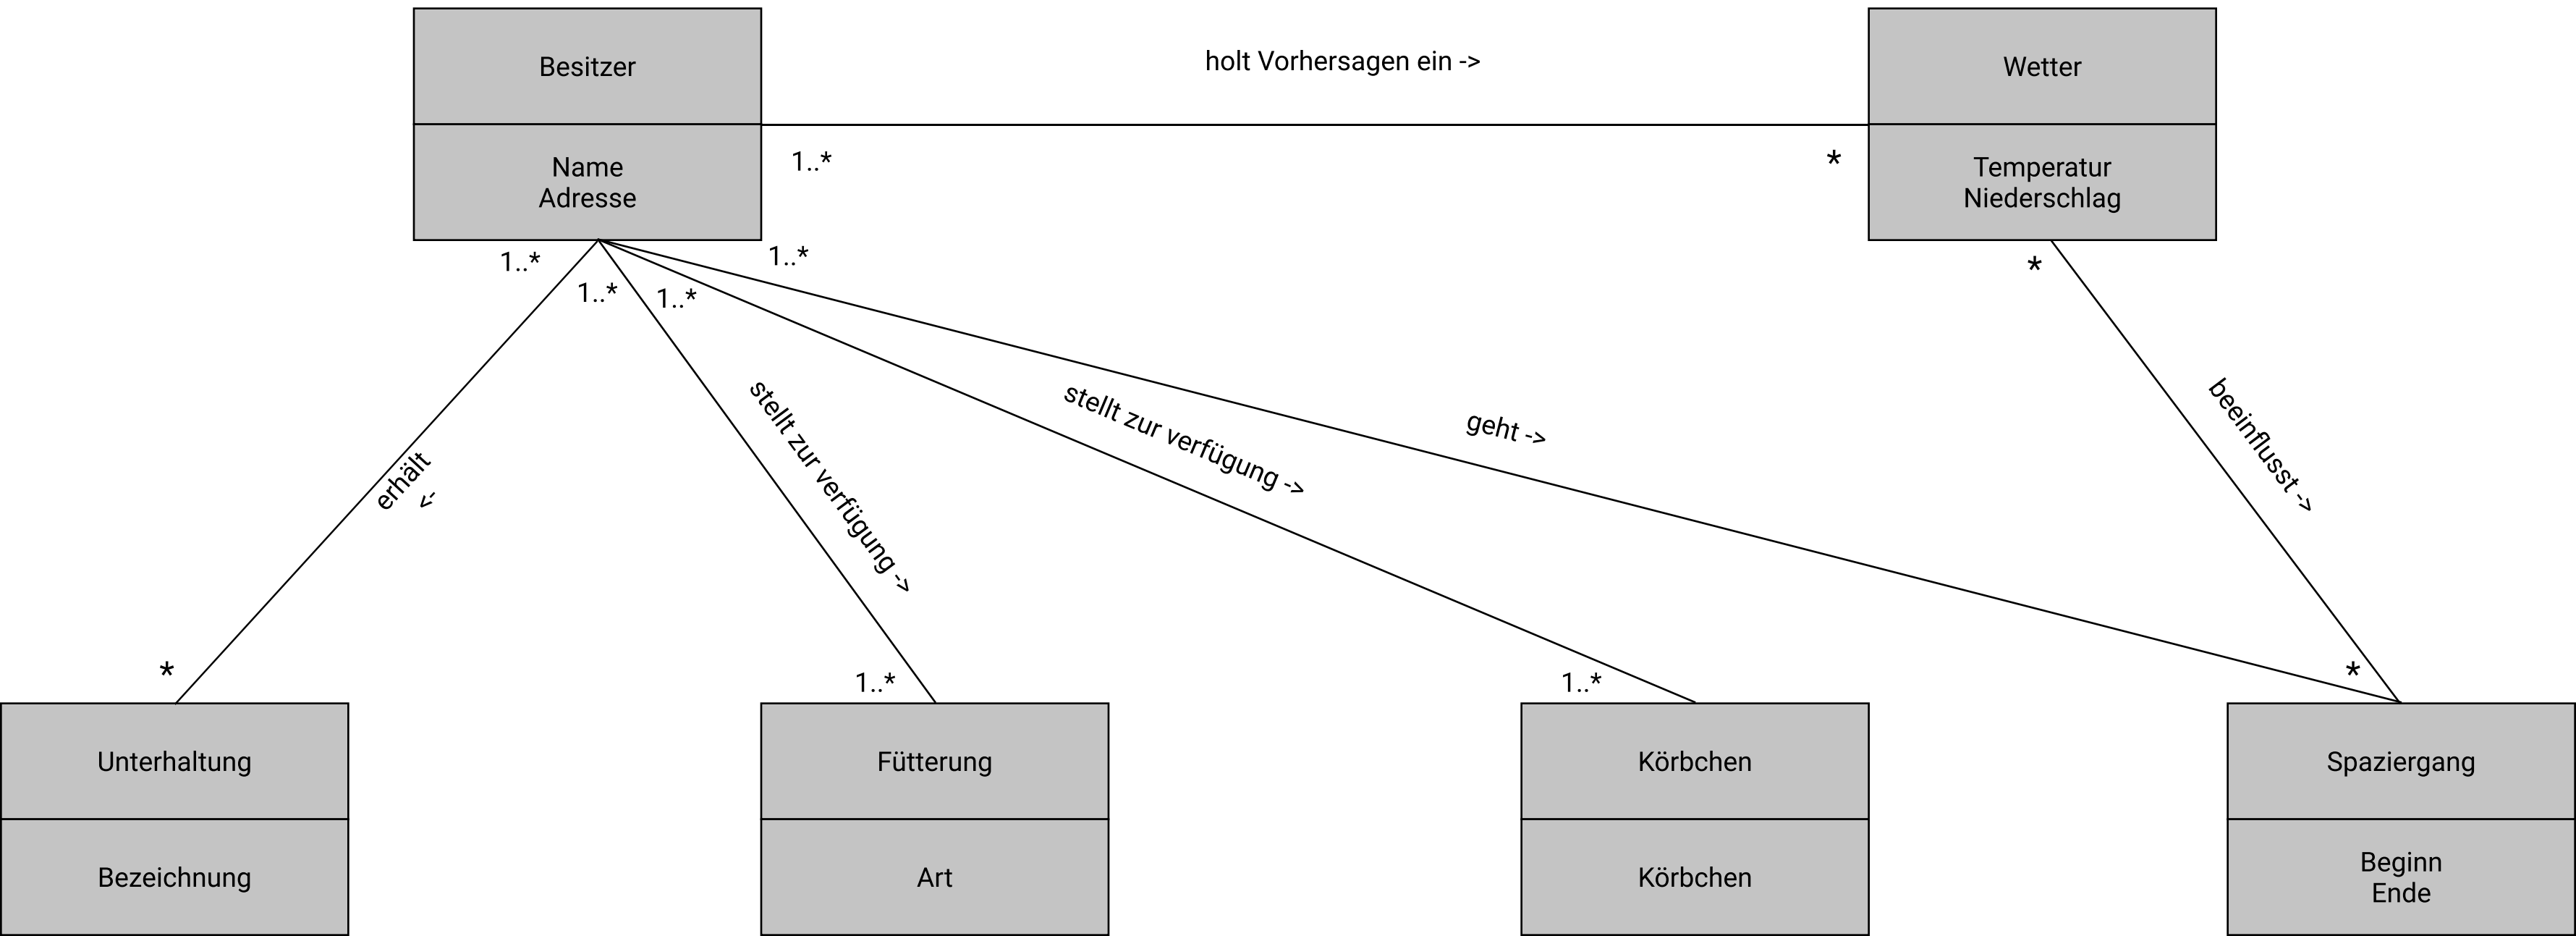 Besitzer
holt Vorhersagen ein ->
Wetter
Name
Adresse
1..*
*
Temperatur
Niederschlag
1..*
1..*
1..*
1..*
*
erhält
<-
stellt zur verfügung ->
stellt zur verfügung ->
geht ->
beeinflusst ->
*
1..*
1..*
*
Unterhaltung
Fütterung
Körbchen
Spaziergang
Bezeichnung
Art
Körbchen
Beginn
Ende